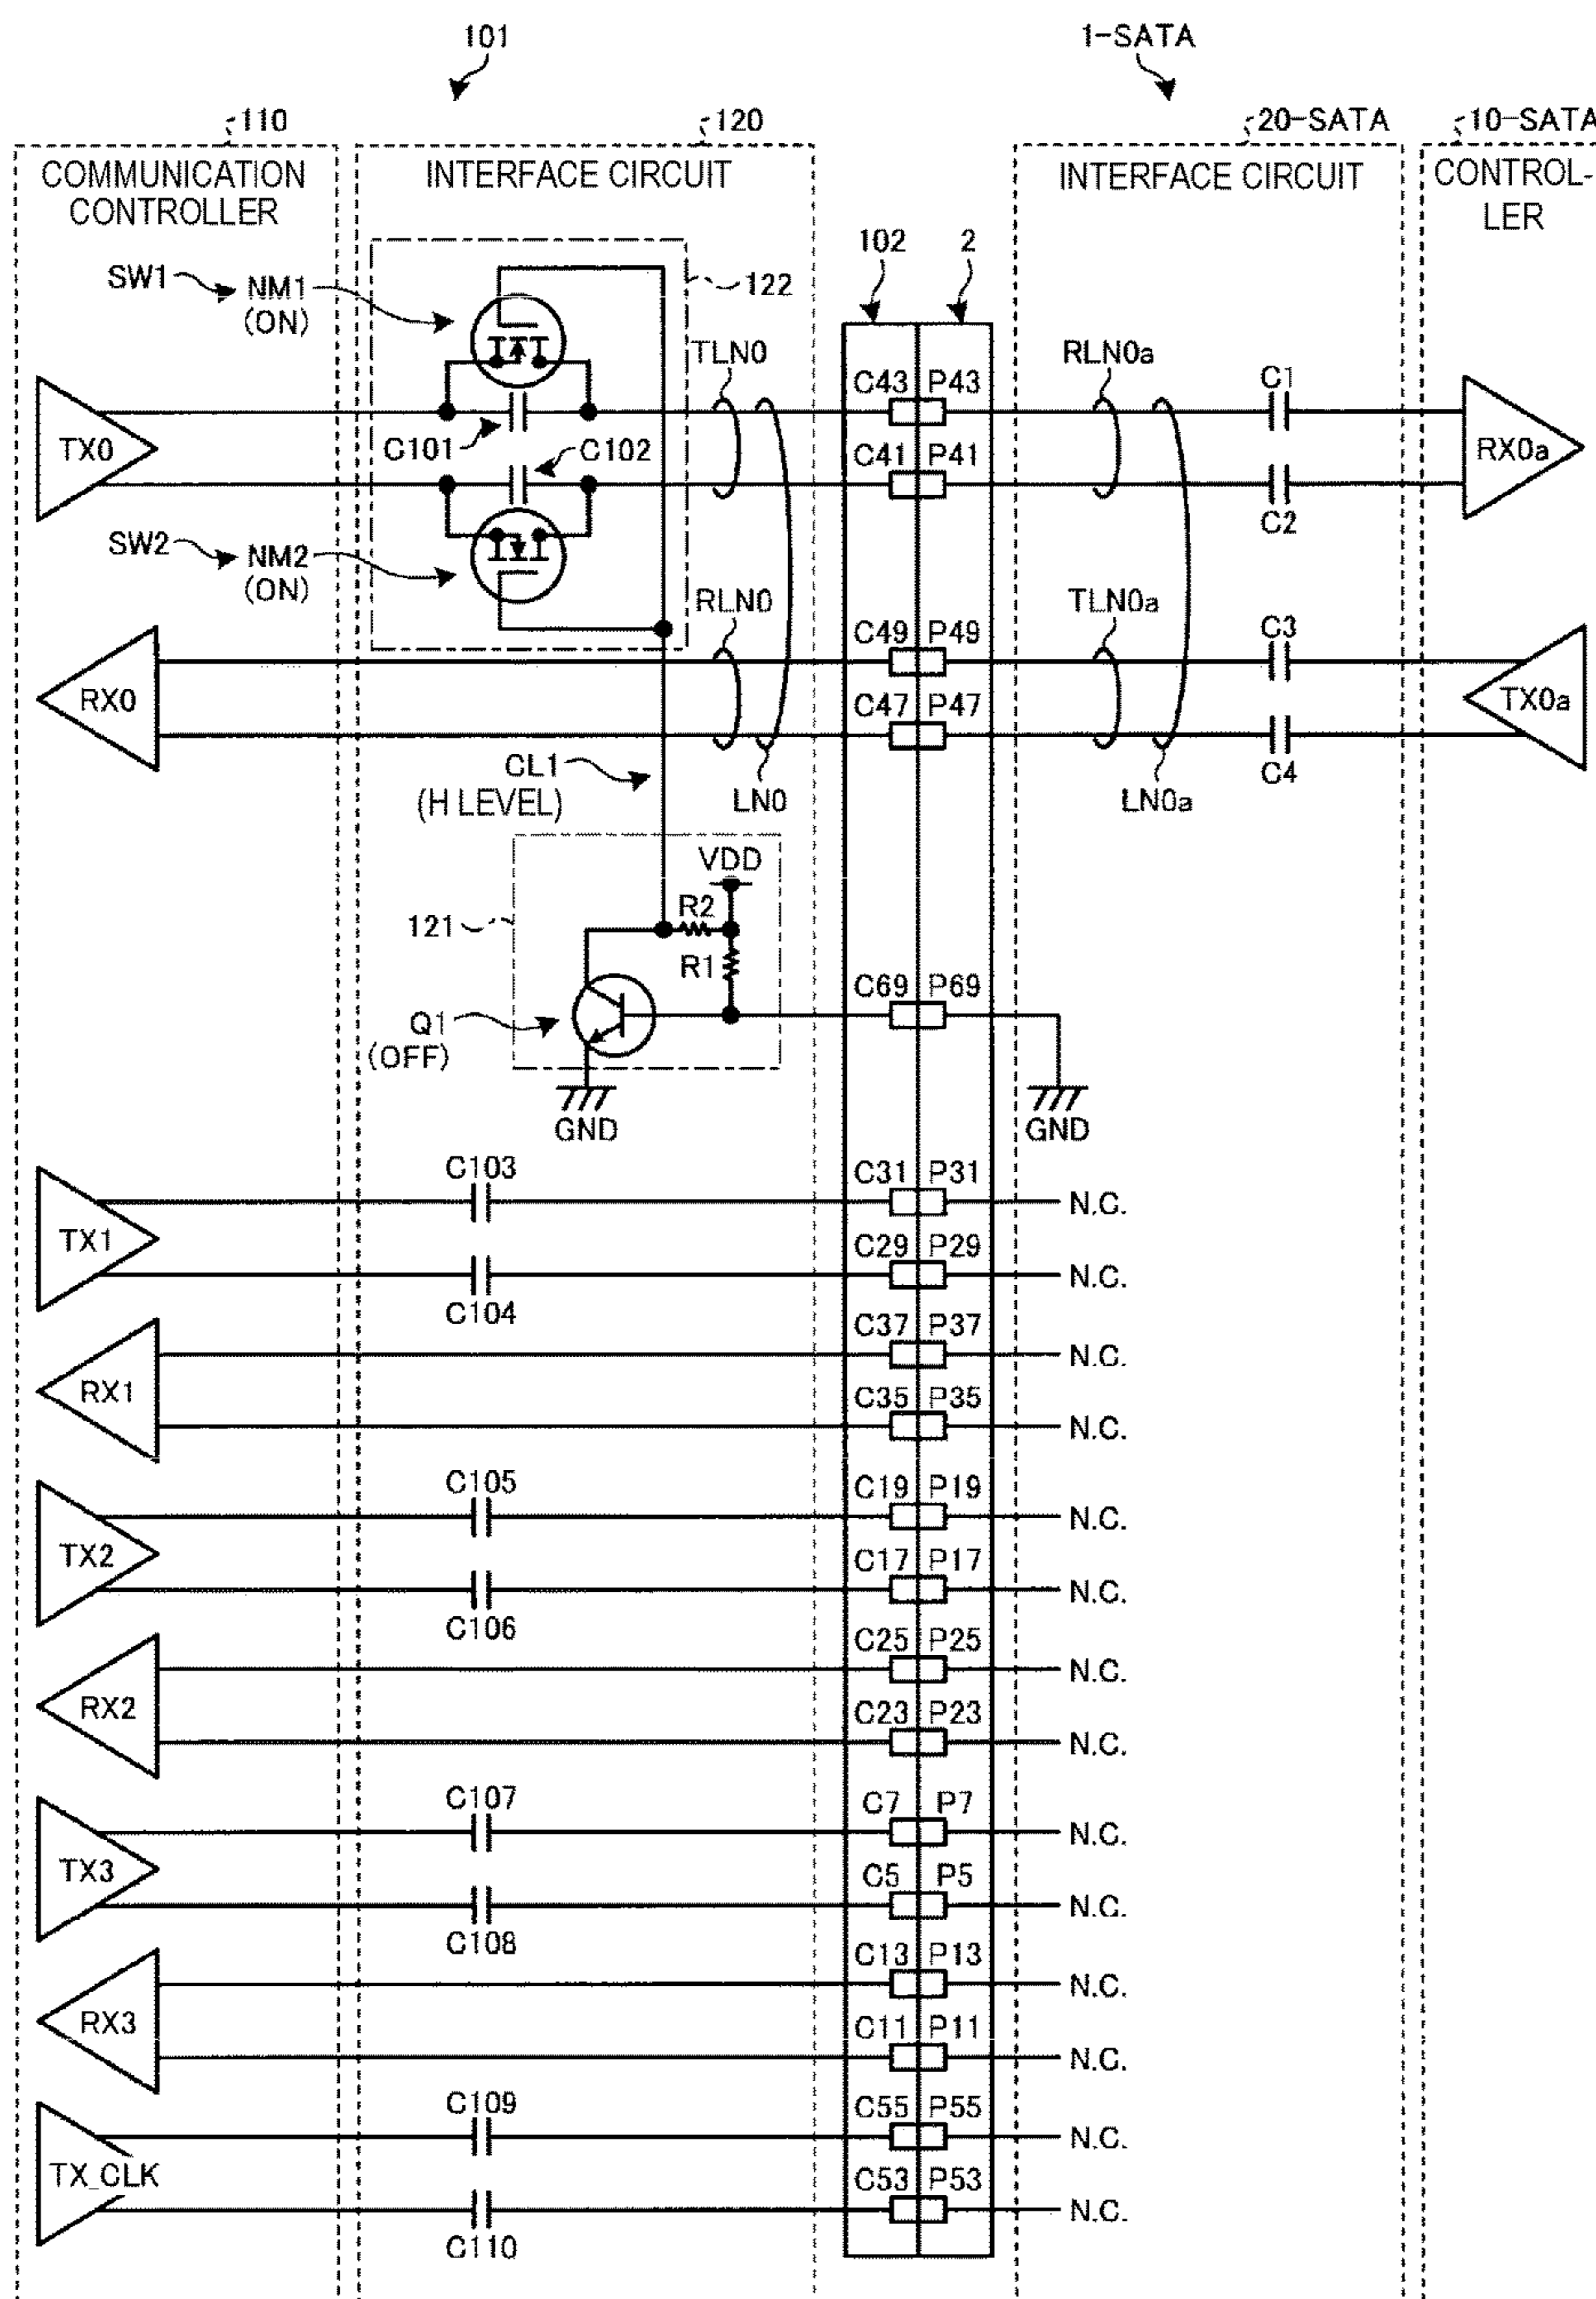 101
1-SATA
110
120
20-SATA
10-SATA
COMMUNICATION
CONTROLLER
INTERFACE CIRCUIT
INTERFACE CIRCUIT
CONTROL-
LER
102
2
SW1
NM1
(ON)
122
TLN0
RLN0a
C1
C43
P43
TX0
C101
C102
C41
P41
RX0a
C2
SW2
NM2
(ON)
RLN0
TLN0a
C49
P49
C3
RX0
C47
P47
TX0a
CL1
(H LEVEL)
LN0
LN0a
C4
VDD
121
R2
R1
C69
P69
Q1
(OFF)
GND
GND
C103
C31
P31
N.C.
TX1
C29
P29
N.C.
C104
C37
P37
N.C.
RX1
C35
P35
N.C.
C105
C19
P19
N.C.
TX2
C17
P17
N.C.
C106
C25
P25
N.C.
RX2
C23
P23
N.C.
C107
C7
P7
N.C.
TX3
C5
P5
N.C.
C108
C13
P13
N.C.
RX3
C11
P11
N.C.
C109
C55
P55
N.C.
TX_CLK
C53
P53
N.C.
C110